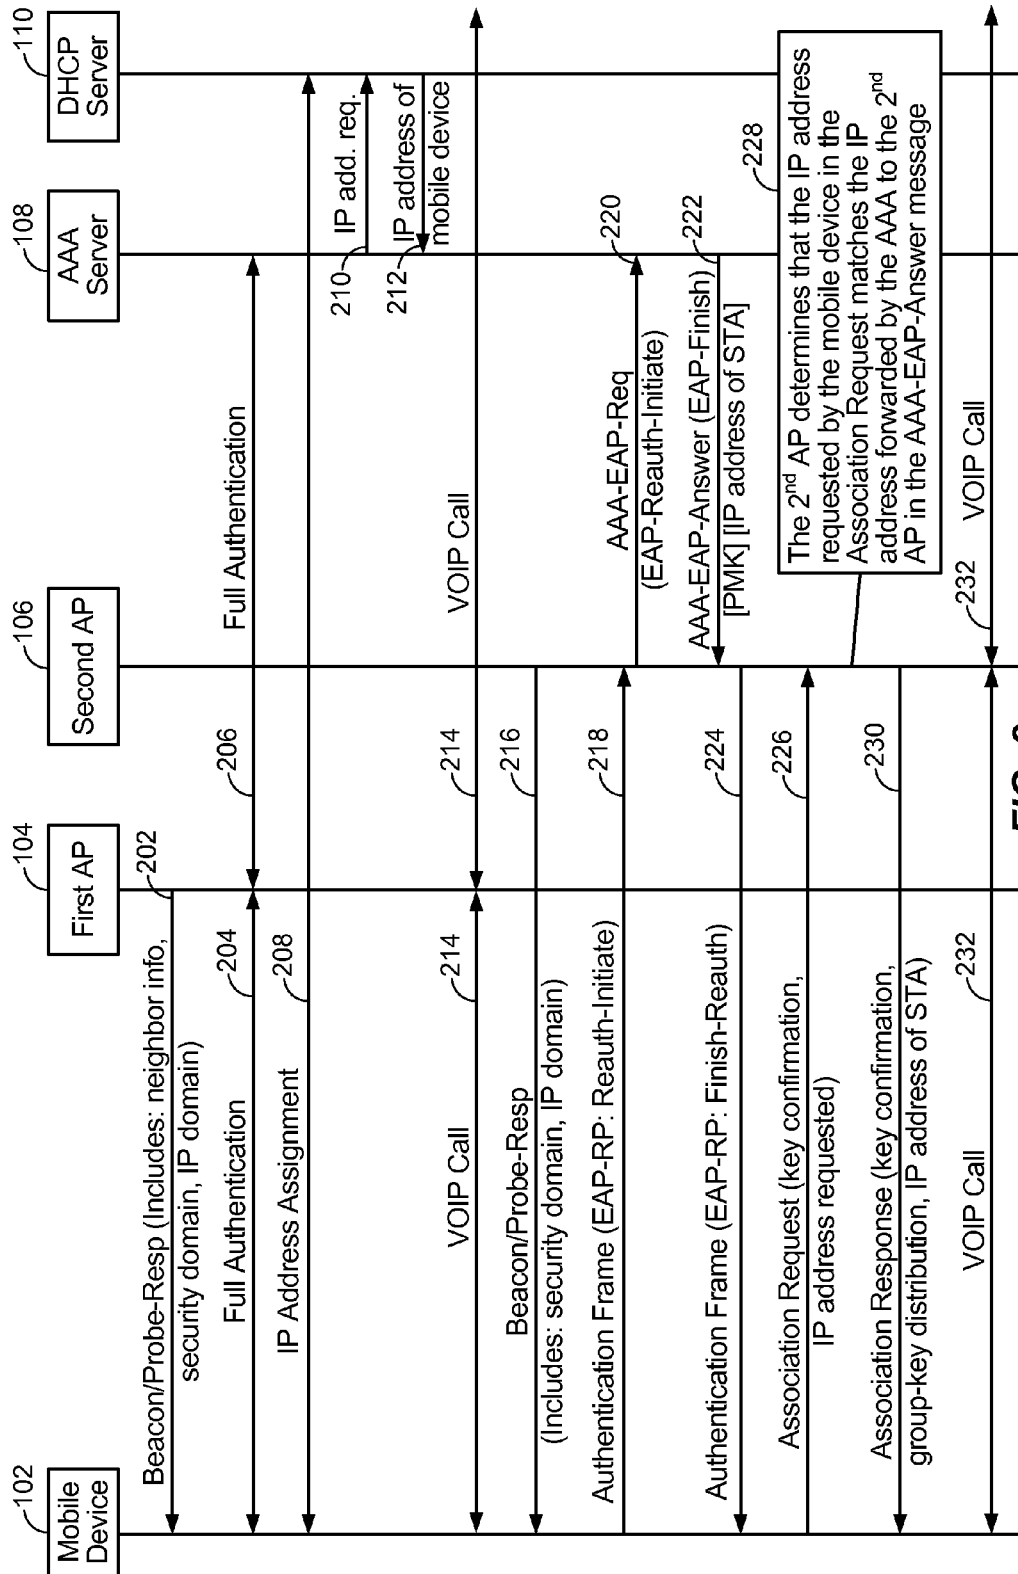 102
Mobile
Device
104
First AP
106
Second AP
108
AAA
Server
110
DHCP
Server
202
Beacon/Probe-Resp (Includes: neighbor info,
security domain, IP domain)
Full Authentication
204
206
Full Authentication
IP Address Assignment
208
IP add. req.
210
IP address of
mobile device
212
VOIP Call
214
214
VOIP Call
Beacon/Probe-Resp
(Includes: security domain, IP domain)
216
Authentication Frame (EAP-RP: Reauth-Initiate)
218
AAA-EAP-Req
(EAP-Reauth-Initiate)
220
AAA-EAP-Answer (EAP-Finish)
[PMK] [IP address of STA]
222
Authentication Frame (EAP-RP: Finish-Reauth)
224
Association Request (key confirmation,
IP address requested)
226
The 2nd AP determines that the IP address
requested by the mobile device in the
Association Request matches the IP
address forwarded by the AAA to the 2nd
AP in the AAA-EAP-Answer message
228
Association Response (key confirmation,
group-key distribution, IP address of STA)
230
VOIP Call
232
232
VOIP Call